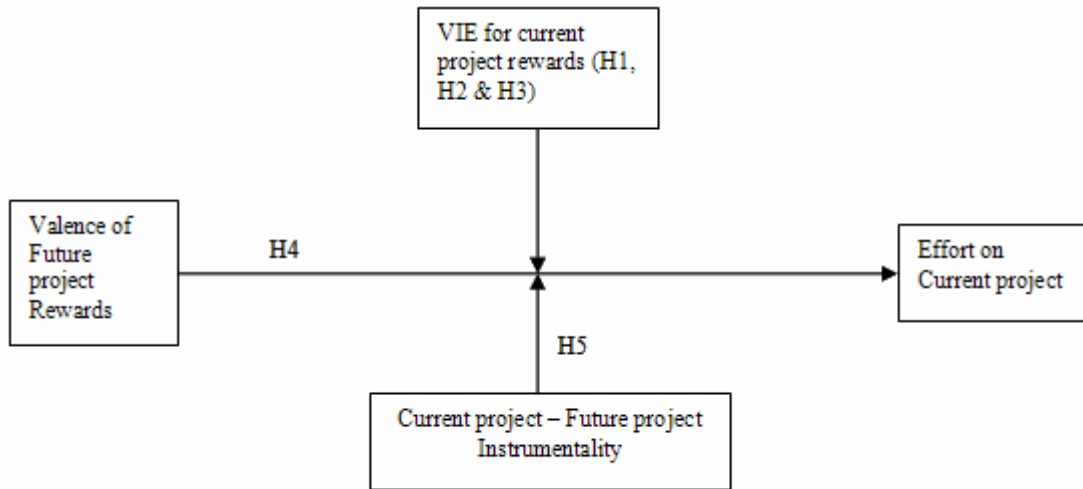 VIE for current
project rewards (H1,
H2 & H3)
Valence of
Future
project
Rewards
H4
Effort on
Current project
H5
Current project – Future project
Instrumentality